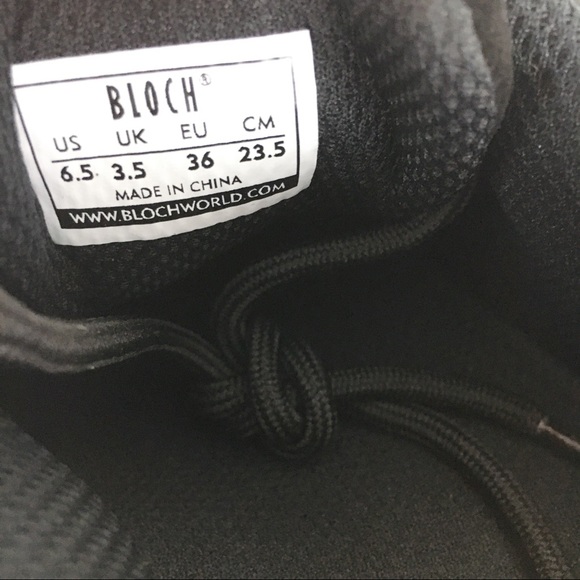 BLOCH®
US UK EU CM
6.5 3.5 36 23.5
MADE IN CHINA
WWW.BLOCHWORLD.COM